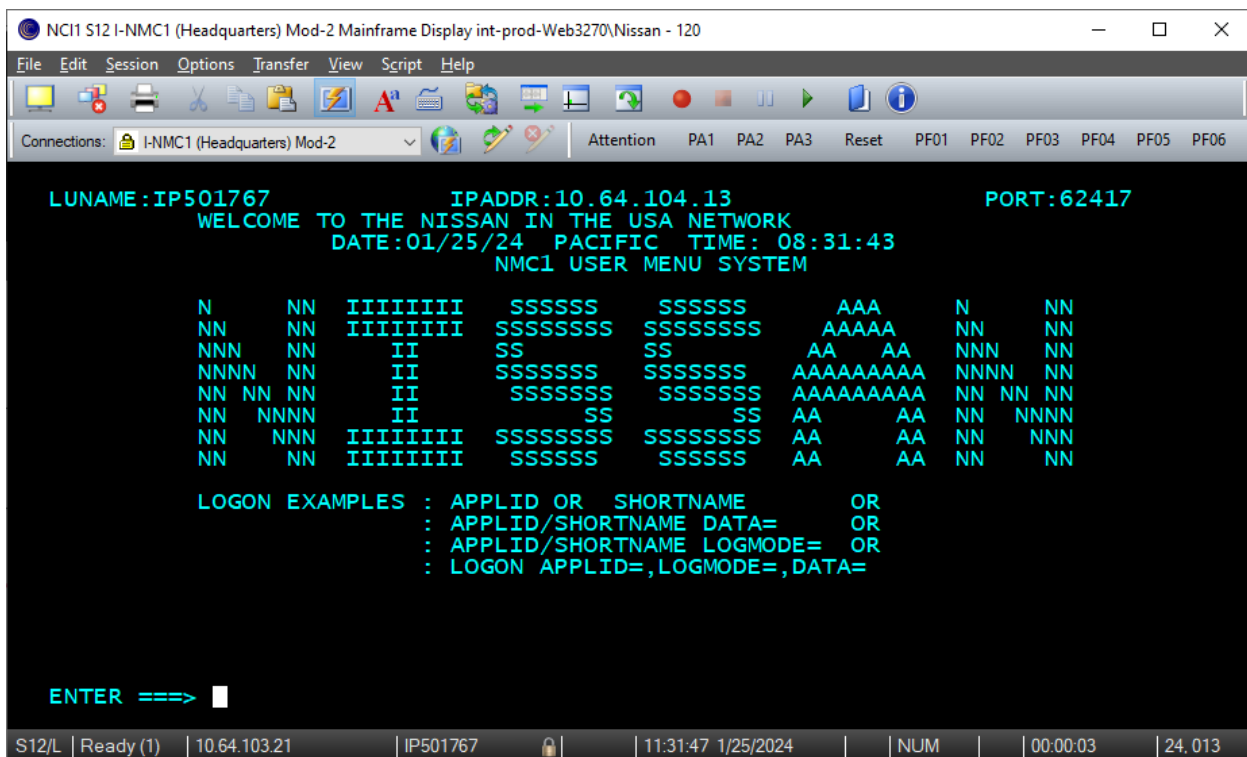 NCI1 S12 I-NMC1 (Headquarters) Mod-2 Mainframe Display int-prod-Web3270\Nissan - 120
File Edit Session Options Transfer View Script Help
Connections: I-NMC1 (Headquarters) Mod-2 Attention PA1 PA2 PA3 Reset PF01 PF02 PF03 PF04 PF05 PF06
LUNAME:IP501767 IPADDR:10.64.104.13 PORT:62417
WELCOME TO THE NISSAN IN THE USA NETWORK
DATE:01/25/24 PACIFIC TIME: 08:31:43
NMC1 USER MENU SYSTEM
N NN IIIIIIII SSSSSS SSSSSS AAA N NN
NN NN IIIIIIII SSSSSSSS SSSSSSSS AAAAA NN NN
NNN NN II SS SS AA AA NNN NN
NNNN NN II SSSSSSS SSSSSSS AAAAAAAAA NNNN NN
NN NN NN II SSSSSSS SSSSSSS AAAAAAAAA NN NN NN
NN NNNN II SS SS AA AA NN NNNN
NN NNN IIIIIIII SSSSSSSS SSSSSSSS AA AA NN NNN
NN NN IIIIIIII SSSSSS SSSSSS AA AA NN NN
LOGON EXAMPLES : APPLID OR SHORTNAME OR
: APPLID/SHORTNAME DATA= OR
: APPLID/SHORTNAME LOGMODE= OR
: LOGON APPLID=,LOGMODE=,DATA=
ENTER ===>
S12/L Ready (1) 10.64.103.21 IP501767 11:31:47 1/25/2024 NUM 00:00:03 24, 013